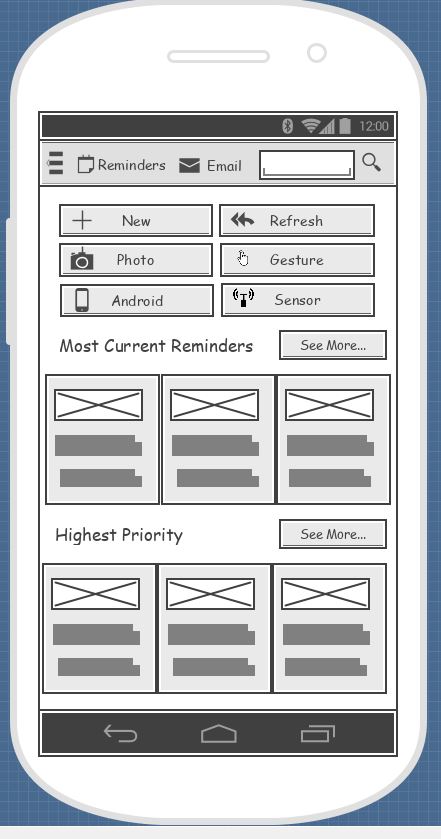 12:00
Reminders Email
New Refresh
Photo Gesture
Android Sensor
Most Current Reminders See More...
Highest Priority See More...